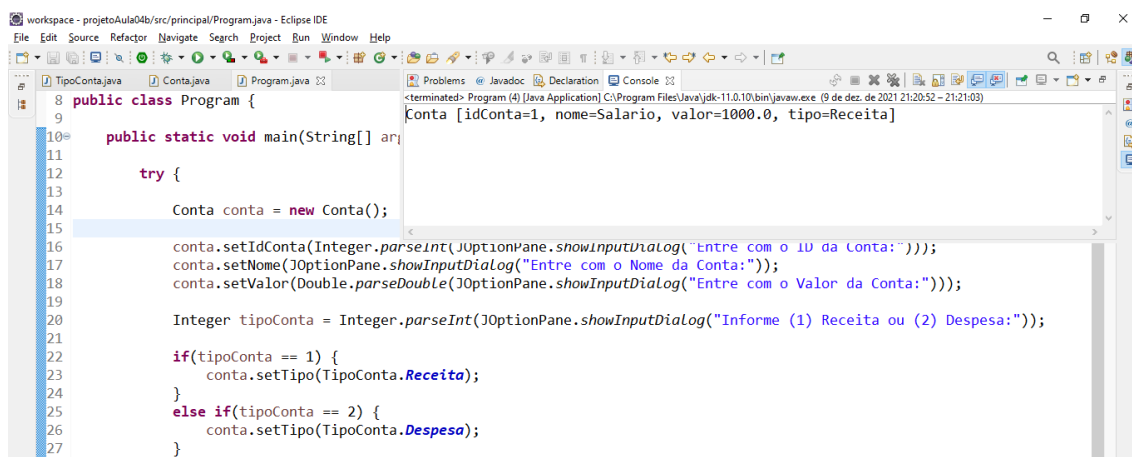 workspace - projetoAula04b/src/principal/Program.java - Eclipse IDE
File Edit Source Refactor Navigate Search Project Run Window Help
TipoConta.java Conta.java Program.java
Problems @ Javadoc Declaration Console
<terminated> Program (4) [Java Application] C:\Program Files\Java\jdk-11.0.10\bin\javaw.exe (9 de dez. de 2021 21:20:52 – 21:21:03)
Conta [idConta=1, nome=Salario, valor=1000.0, tipo=Receita]
8 public class Program {
9
10 public static void main(String[] arg
11
12 try {
13
14 Conta conta = new Conta();
15
16 conta.setIdConta(Integer.parseInt(JOptionPane.showInputDialog("Entre com o ID da Conta:")));
17 conta.setNome(JOptionPane.showInputDialog("Entre com o Nome da Conta:"));
18 conta.setValor(Double.parseDouble(JOptionPane.showInputDialog("Entre com o Valor da Conta:")));
19
20 Integer tipoConta = Integer.parseInt(JOptionPane.showInputDialog("Informe (1) Receita ou (2) Despesa:"));
21
22 if(tipoConta == 1) {
23 conta.setTipo(TipoConta.Receita);
24 }
25 else if(tipoConta == 2) {
26 conta.setTipo(TipoConta.Despesa);
27 }